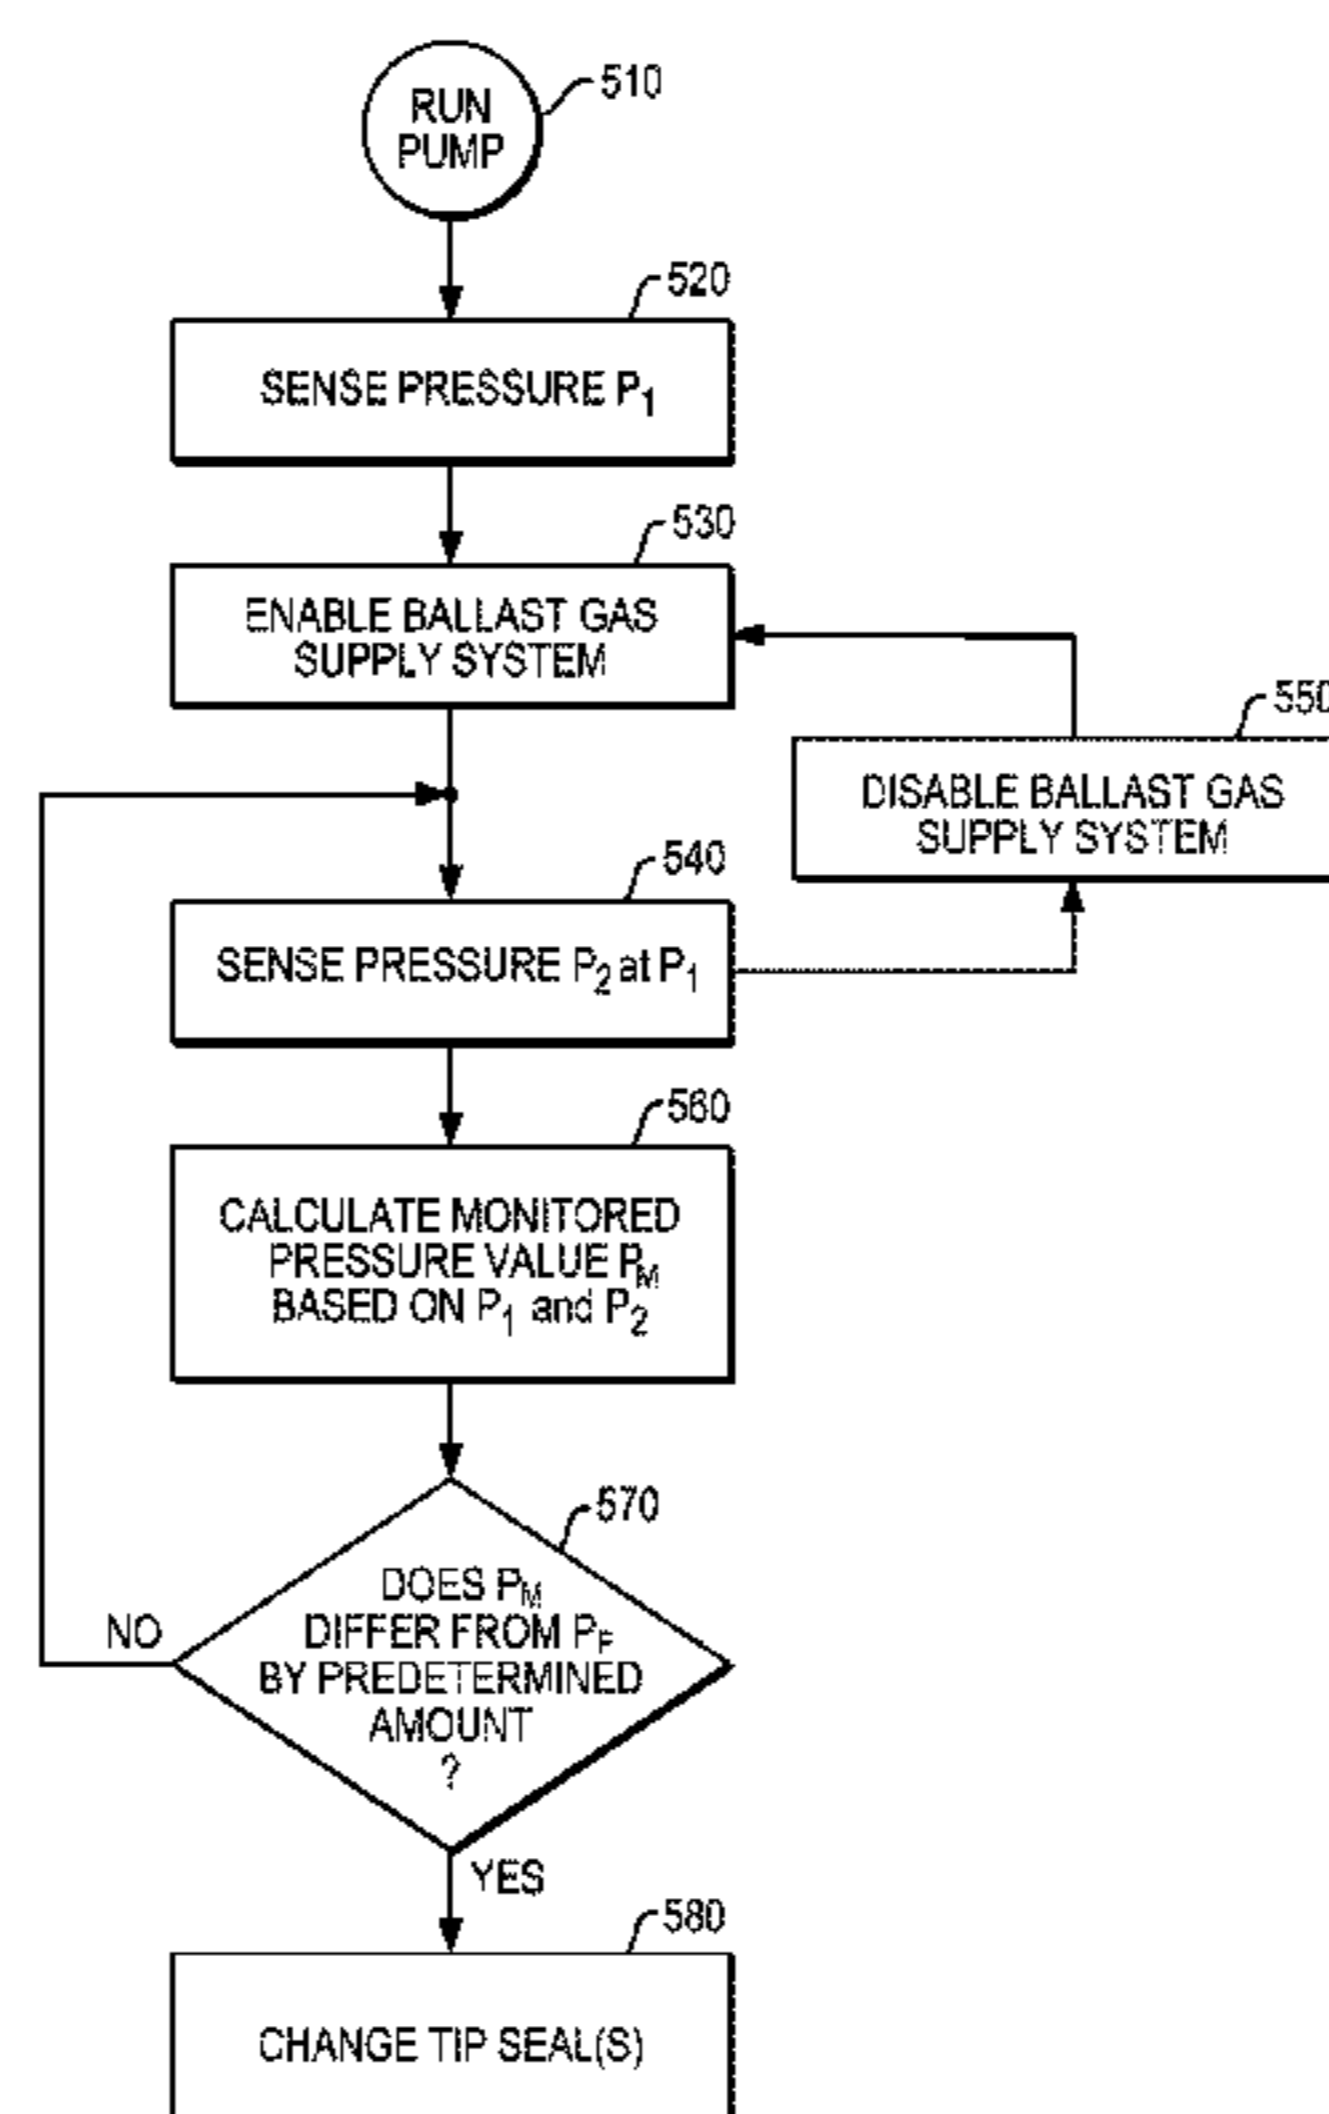 RUN
PUMP
510
520
SENSE PRESSURE P1
530
ENABLE BALLAST GAS
SUPPLY SYSTEM
550
DISABLE BALLAST GAS
SUPPLY SYSTEM
540
SENSE PRESSURE P2 at P1
560
CALCULATE MONITORED
PRESSURE VALUE PM
BASED ON P1 and P2
570
DOES PM
DIFFER FROM PF
BY PREDETERMINED
AMOUNT
?
NO
YES
580
CHANGE TIP SEAL(S)